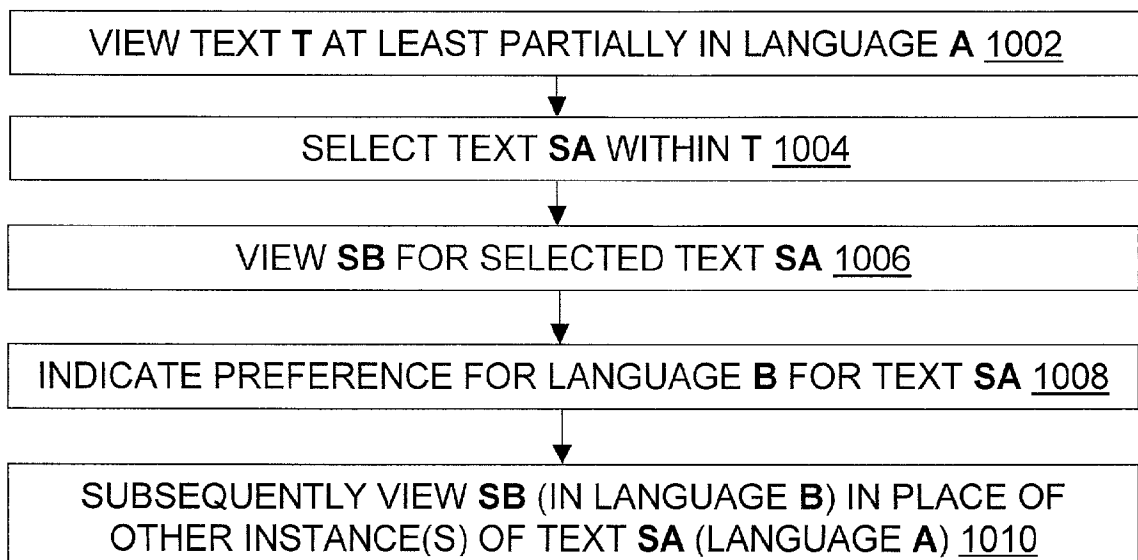 VIEW TEXT T AT LEAST PARTIALLY IN LANGUAGE A 1002
SELECT TEXT SA WITHIN T 1004
VIEW SB FOR SELECTED TEXT SA 1006
INDICATE PREFERENCE FOR LANGUAGE B FOR TEXT SA 1008
SUBSEQUENTLY VIEW SB (IN LANGUAGE B) IN PLACE OF
OTHER INSTANCE(S) OF TEXT SA (LANGUAGE A) 1010